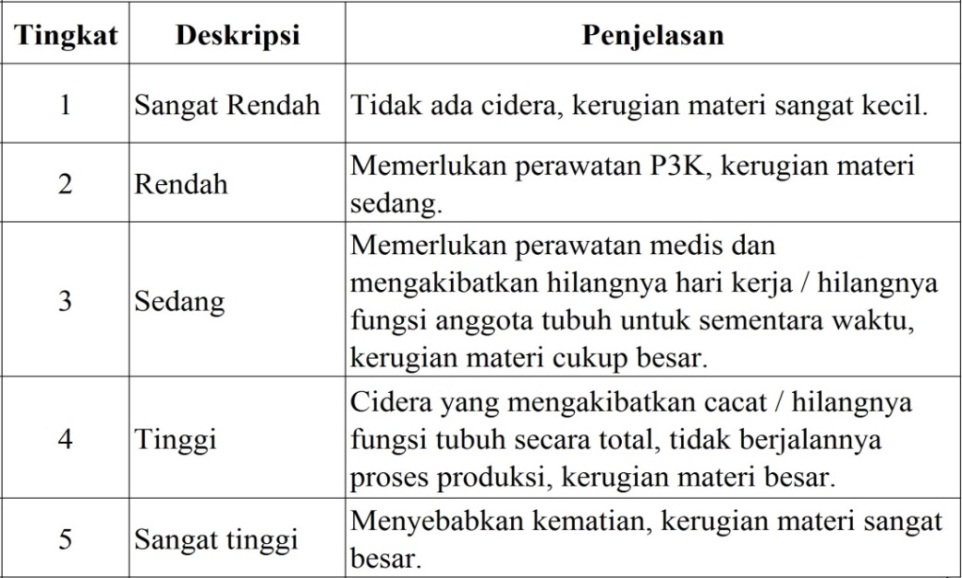 Tingkat Deskripsi Penjelasan
1 Sangat Rendah Tidak ada cidera, kerugian materi sangat kecil.
2 Rendah Memerlukan perawatan P3K, kerugian materi
sedang.
3 Sedang Memerlukan perawatan medis dan
mengakibatkan hilangnya hari kerja / hilangnya
fungsi anggota tubuh untuk sementara waktu,
kerugian materi cukup besar.
4 Tinggi Cidera yang mengakibatkan cacat / hilangnya
fungsi tubuh secara total, tidak berjalannya
proses produksi, kerugian materi besar.
5 Sangat tinggi Menyebabkan kematian, kerugian materi sangat
besar.